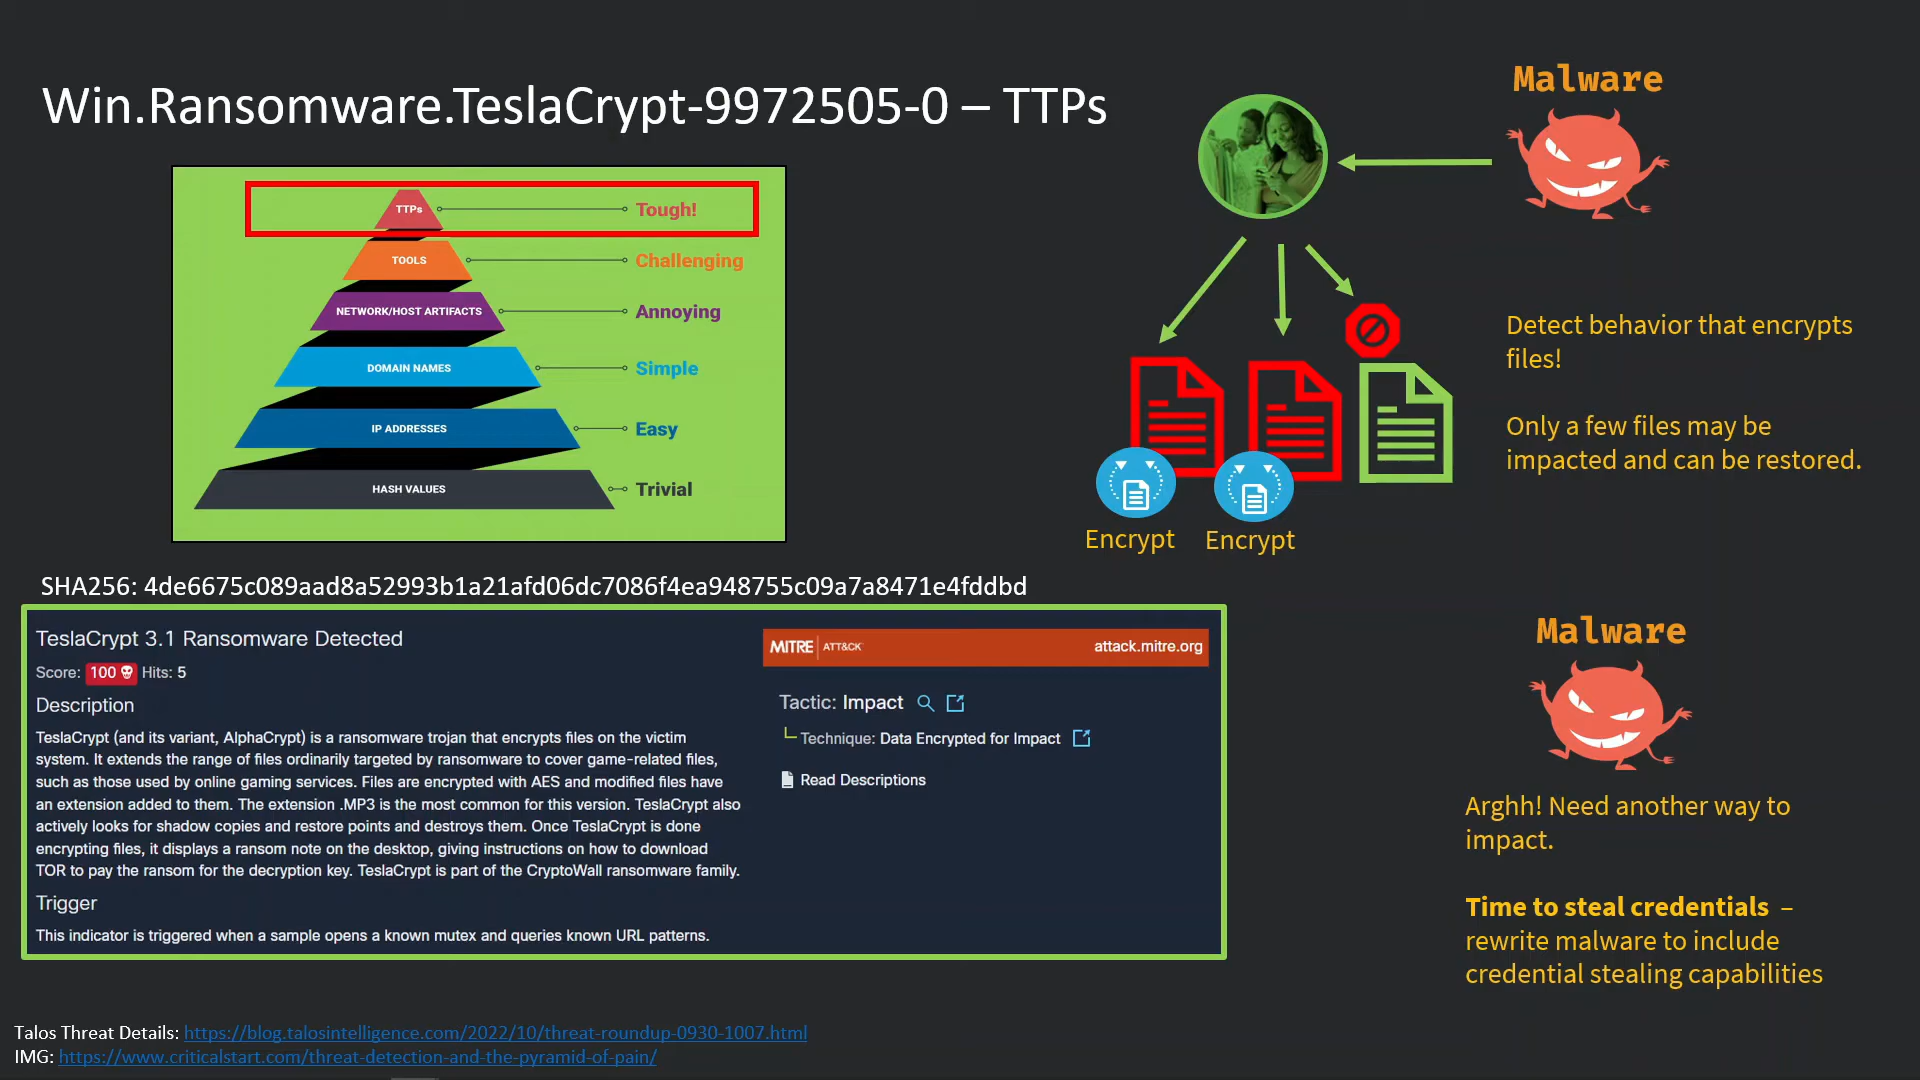 Win.Ransomware.TeslaCrypt-9972505-0 – TTPs
TTPs
Tough!
TOOLS
Challenging
NETWORK/HOST ARTIFACTS
Annoying
DOMAIN NAMES
Simple
IP ADDRESSES
Easy
HASH VALUES
Trivial
Malware
Detect behavior that encrypts
files!
Only a few files may be
impacted and can be restored.
Encrypt
Encrypt
SHA256: 4de6675c089aad8a52993b1a21afd06dc7086f4ea948755c09a7a8471e4fddbd
TeslaCrypt 3.1 Ransomware Detected
Score: 100 Hits: 5
Description
TeslaCrypt (and its variant, AlphaCrypt) is a ransomware trojan that encrypts files on the victim
system. It extends the range of files ordinarily targeted by ransomware to cover game-related files,
such as those used by online gaming services. Files are encrypted with AES and modified files have
an extension added to them. The extension .MP3 is the most common for this version. TeslaCrypt also
actively looks for shadow copies and restore points and destroys them. Once TeslaCrypt is done
encrypting files, it displays a ransom note on the desktop, giving instructions on how to download
TOR to pay the ransom for the decryption key. TeslaCrypt is part of the CryptoWall ransomware family.
Trigger
This indicator is triggered when a sample opens a known mutex and queries known URL patterns.
MITRE ATT&CK
attack.mitre.org
Tactic: Impact
Technique: Data Encrypted for Impact
Read Descriptions
Malware
Arghh! Need another way to
impact.
Time to steal credentials –
rewrite malware to include
credential stealing capabilities
Talos Threat Details: https://blog.talosintelligence.com/2022/10/threat-roundup-0930-1007.html
IMG: https://www.criticalstart.com/threat-detection-and-the-pyramid-of-pain/